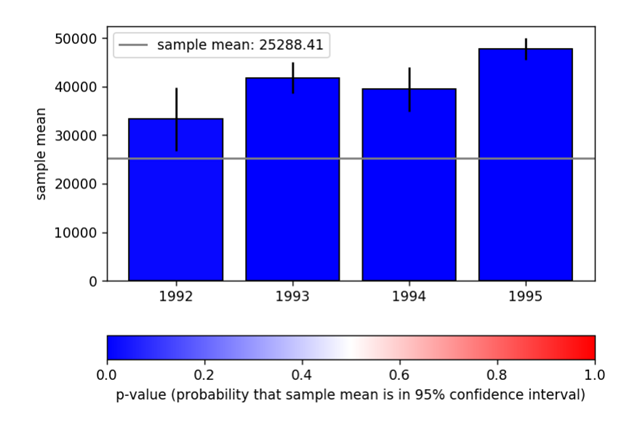 50000
40000
30000
20000
10000
0
sample mean
sample mean: 25288.41
1992 1993 1994 1995
0.0 0.2 0.4 0.6 0.8 1.0
p-value (probability that sample mean is in 95% confidence interval)